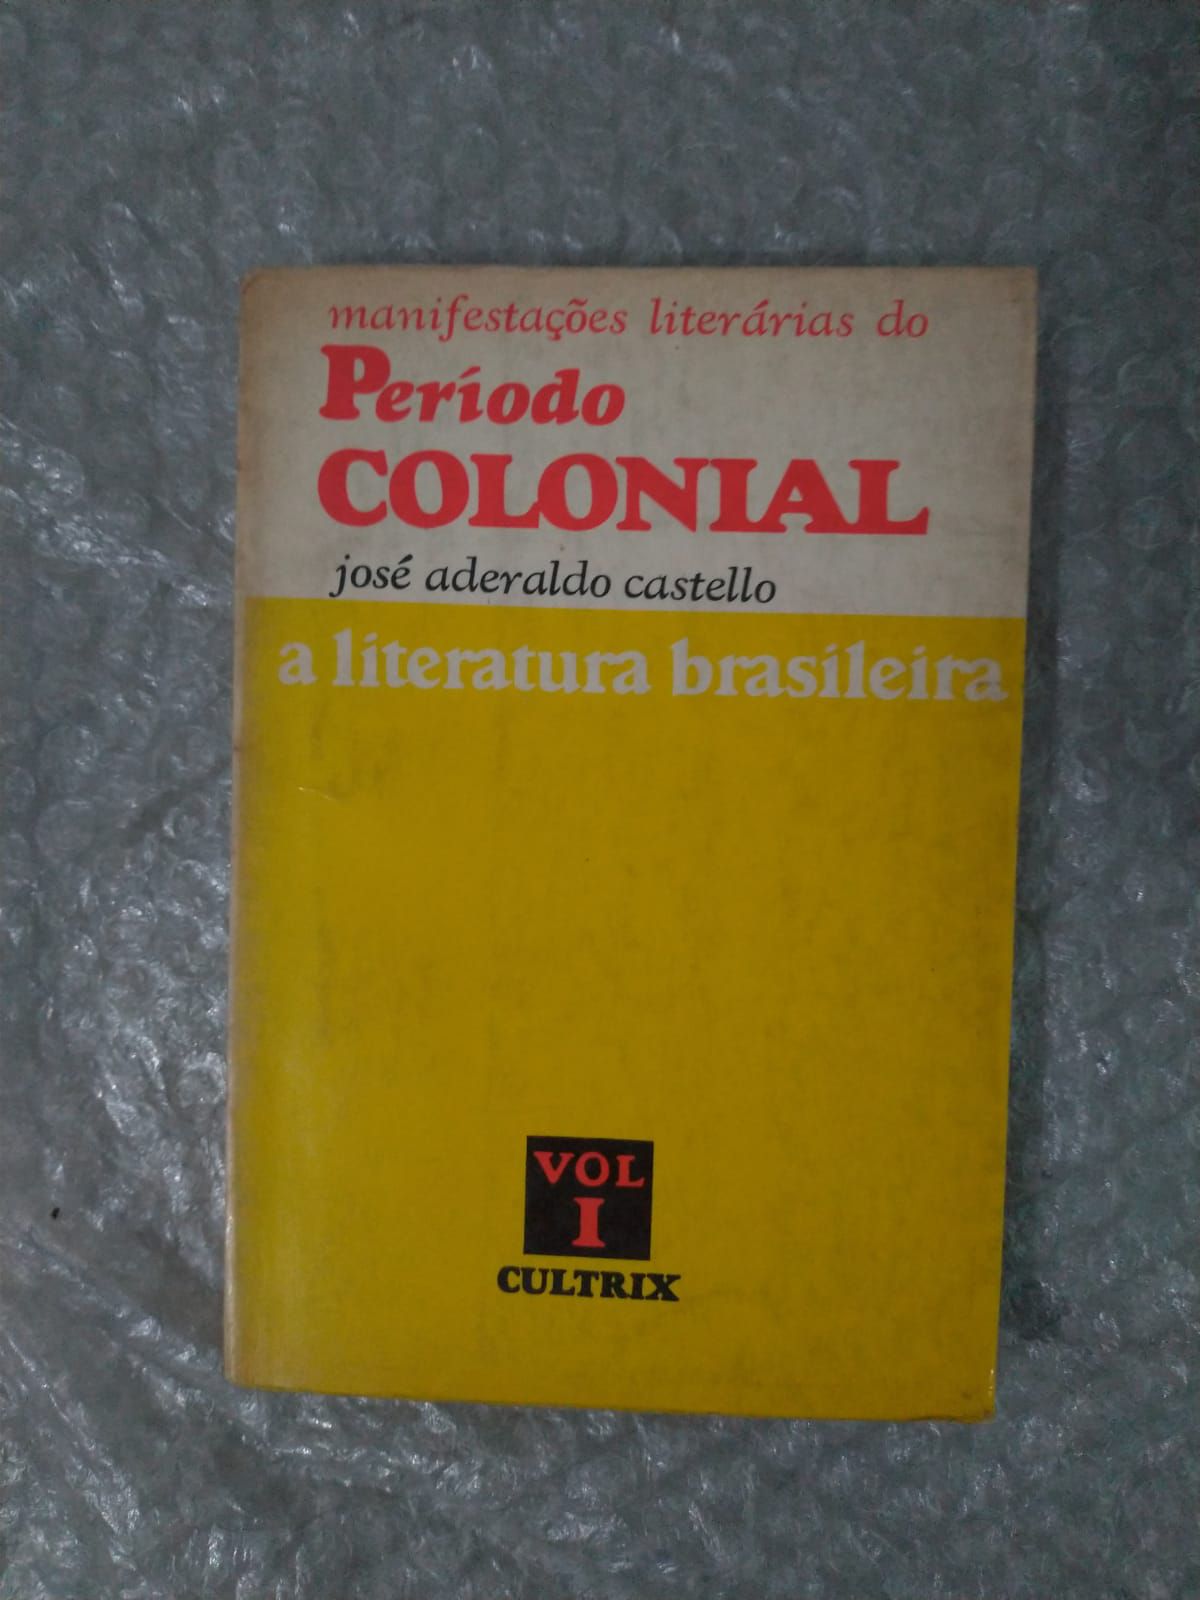 manifestações literárias do
Período
COLONIAL
josé aderaldo castello
a literatura brasileira
VOL
I
CULTRIX